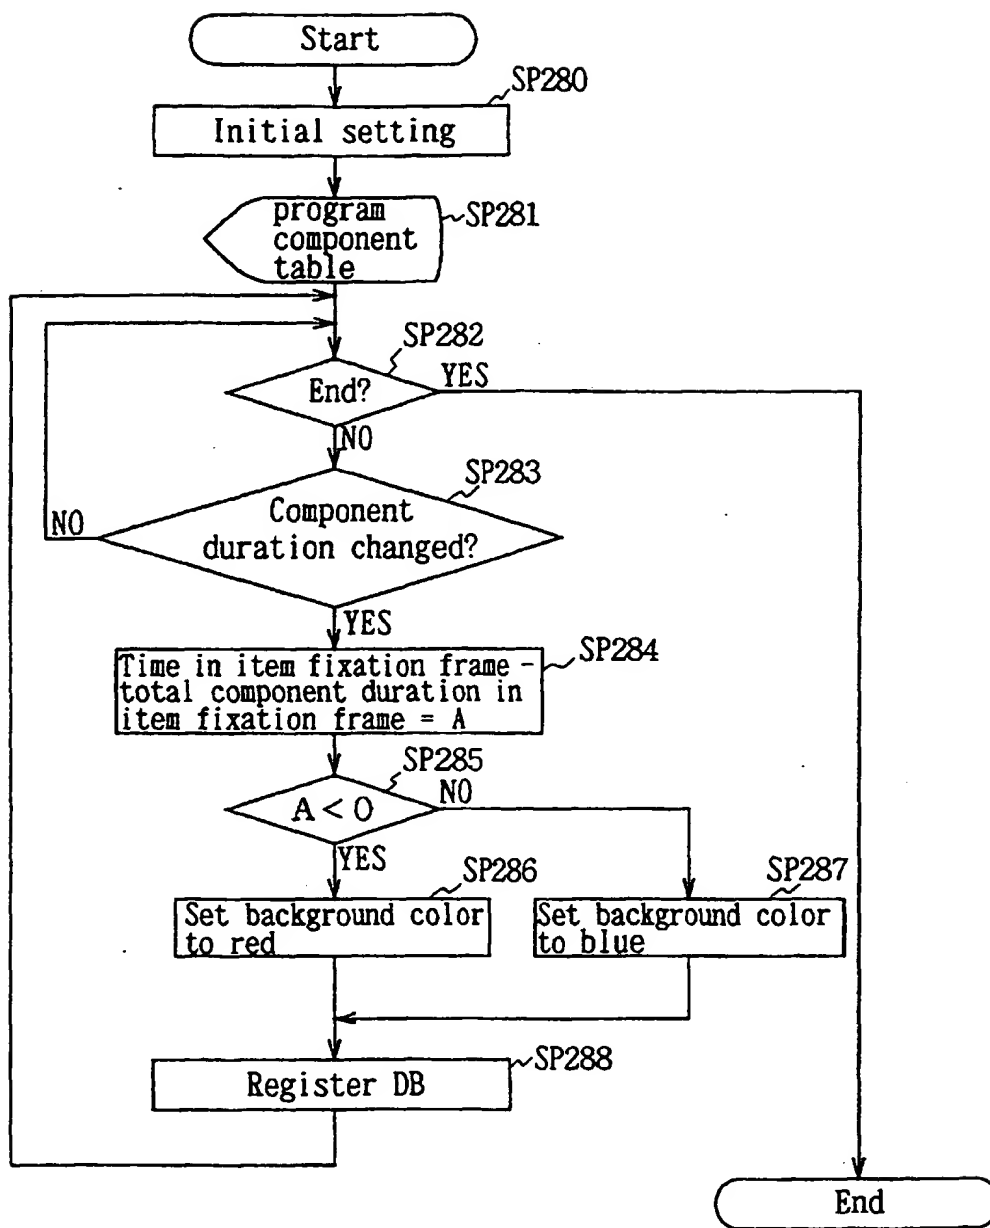 Start
SP280
Initial setting
SP281
program
component
table
SP282
End?
YES
NO
SP283
Component
duration changed?
NO
YES
SP284
Time in item fixation frame -
total component duration in
item fixation frame = A
SP285
A < 0
NO
YES
SP286
Set background color
to red
SP287
Set background color
to blue
SP288
Register DB
End